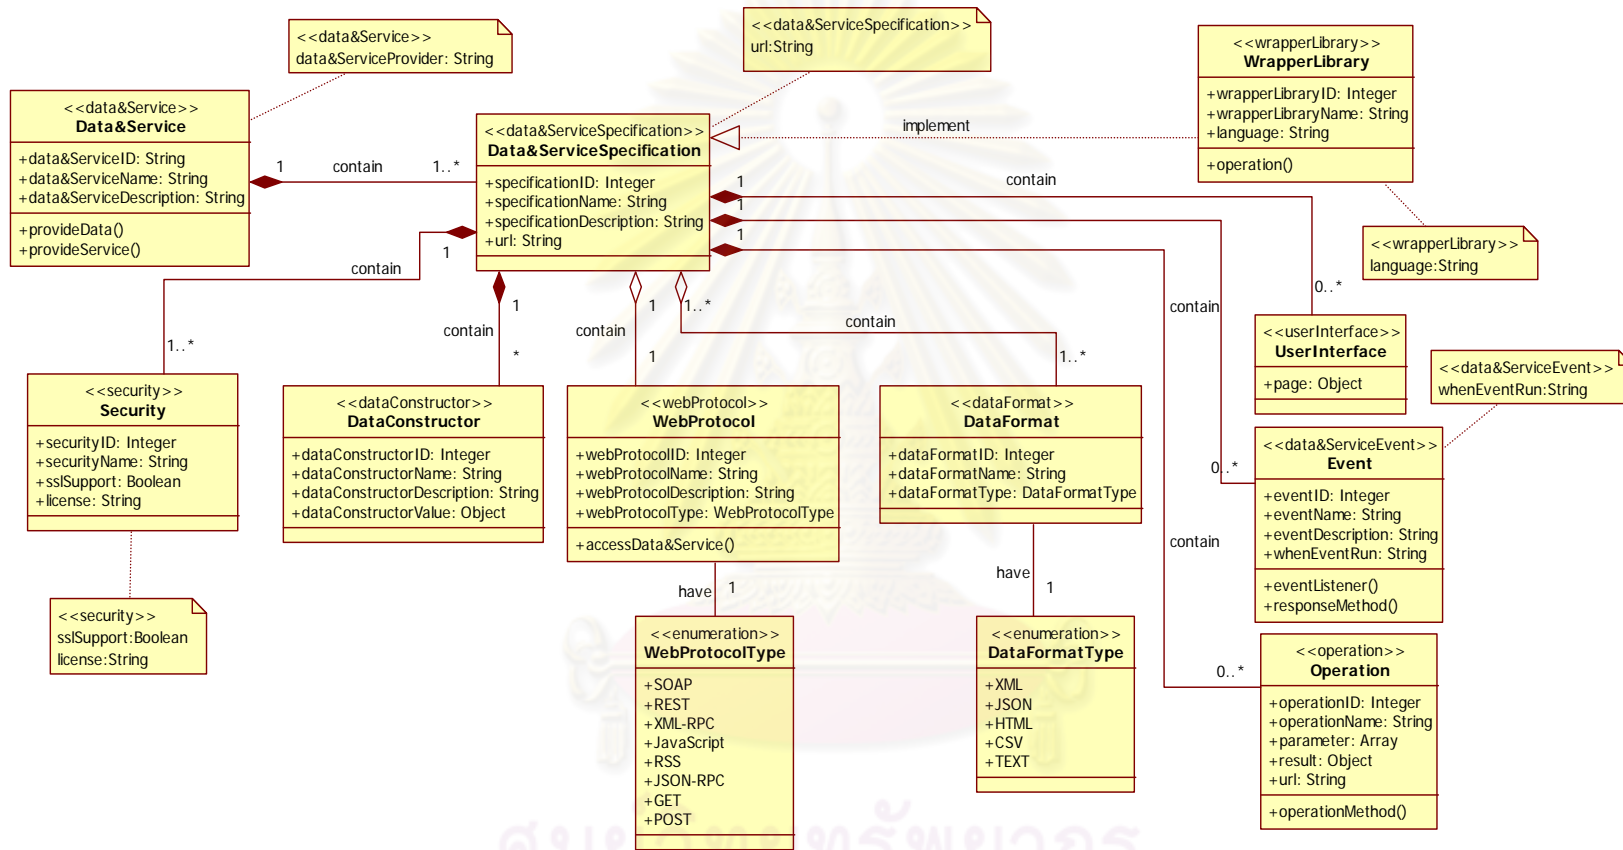 <<data&Service>>
data&ServiceProvider: String
<<data&ServiceSpecification>>
url:String
<<wrapperLibrary>>
WrapperLibrary
+wrapperLibraryID: Integer
+wrapperLibraryName: String
+language: String
+operation()
<<data&Service>>
Data&Service
+data&ServiceID: String
+data&ServiceName: String
+data&ServiceDescription: String
+provideData()
+provideService()
1
contain
1..*
<<data&ServiceSpecification>>
Data&ServiceSpecification
+specificationID: Integer
+specificationName: String
+specificationDescription: String
+url: String
implement
1
contain
1
1
<<wrapperLibrary>>
language:String
1
contain
1..*
1
contain
*
1
contain
1
1..*
contain
1..*
contain
0..*
<<userInterface>>
UserInterface
+page: Object
<<data&ServiceEvent>>
whenEventRun:String
<<security>>
Security
+securityID: Integer
+securityName: String
+sslSupport: Boolean
+license: String
<<dataConstructor>>
DataConstructor
+dataConstructorID: Integer
+dataConstructorName: String
+dataConstructorDescription: String
+dataConstructorValue: Object
<<webProtocol>>
WebProtocol
+webProtocolID: Integer
+webProtocolName: String
+webProtocolDescription: String
+webProtocolType: WebProtocolType
+accessData&Service()
<<dataFormat>>
DataFormat
+dataFormatID: Integer
+dataFormatName: String
+dataFormatType: DataFormatType
0..*
contain
<<data&ServiceEvent>>
Event
+eventID: Integer
+eventName: String
+eventDescription: String
+whenEventRun: String
+eventListener()
+responseMethod()
<<security>>
sslSupport:Boolean
license:String
have
1
have
1
<<enumeration>>
WebProtocolType
+SOAP
+REST
+XML-RPC
+JavaScript
+RSS
+JSON-RPC
+GET
+POST
<<enumeration>>
DataFormatType
+XML
+JSON
+HTML
+CSV
+TEXT
0..*
<<operation>>
Operation
+operationID: Integer
+operationName: String
+parameter: Array
+result: Object
+url: String
+operationMethod()